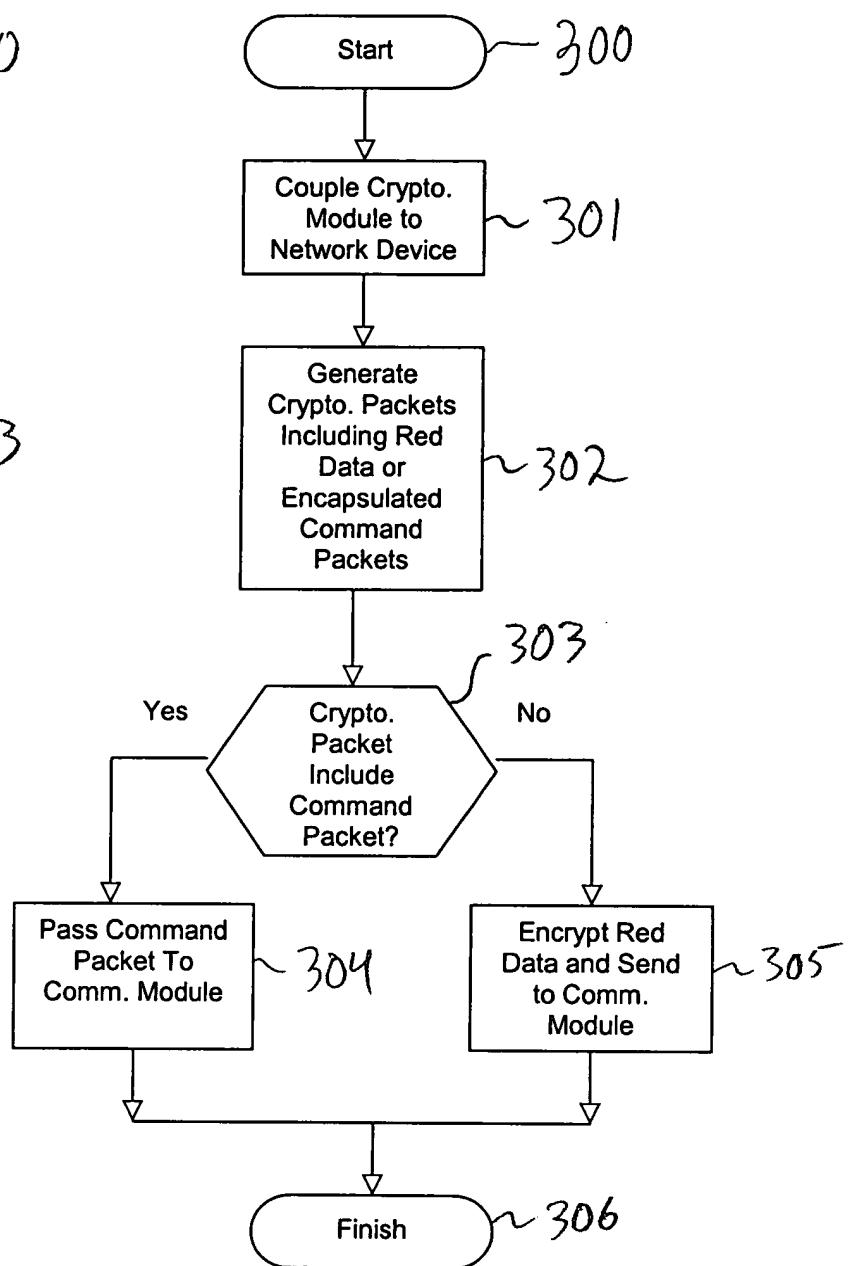 Start
300
Couple Crypto.
Module to
Network Device
301
Generate
Crypto. Packets
Including Red
Data or
Encapsulated
Command
Packets
302
303
Yes
Crypto.
Packet
Include
Command
Packet?
No
Pass Command
Packet To
Comm. Module
304
Encrypt Red
Data and Send
to Comm.
Module
305
Finish
306